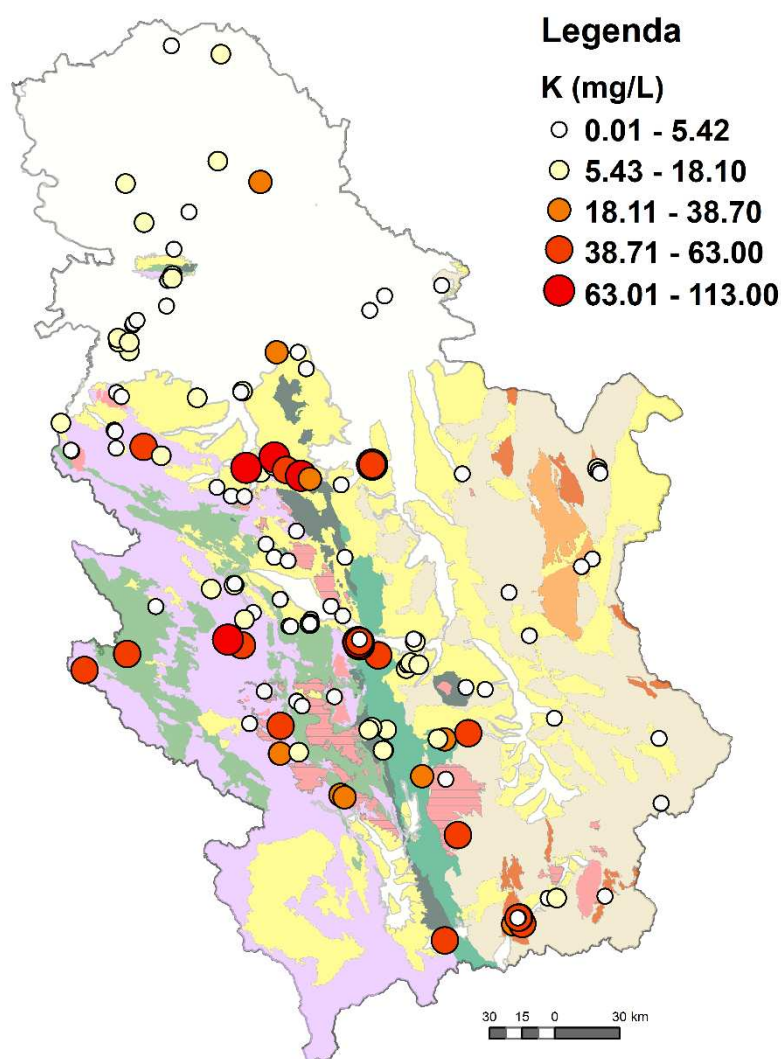 Legenda
K (mg/L)
0.01 - 5.42
5.43 - 18.10
18.11 - 38.70
38.71 - 63.00
63.01 - 113.00
30 15 0 30 km